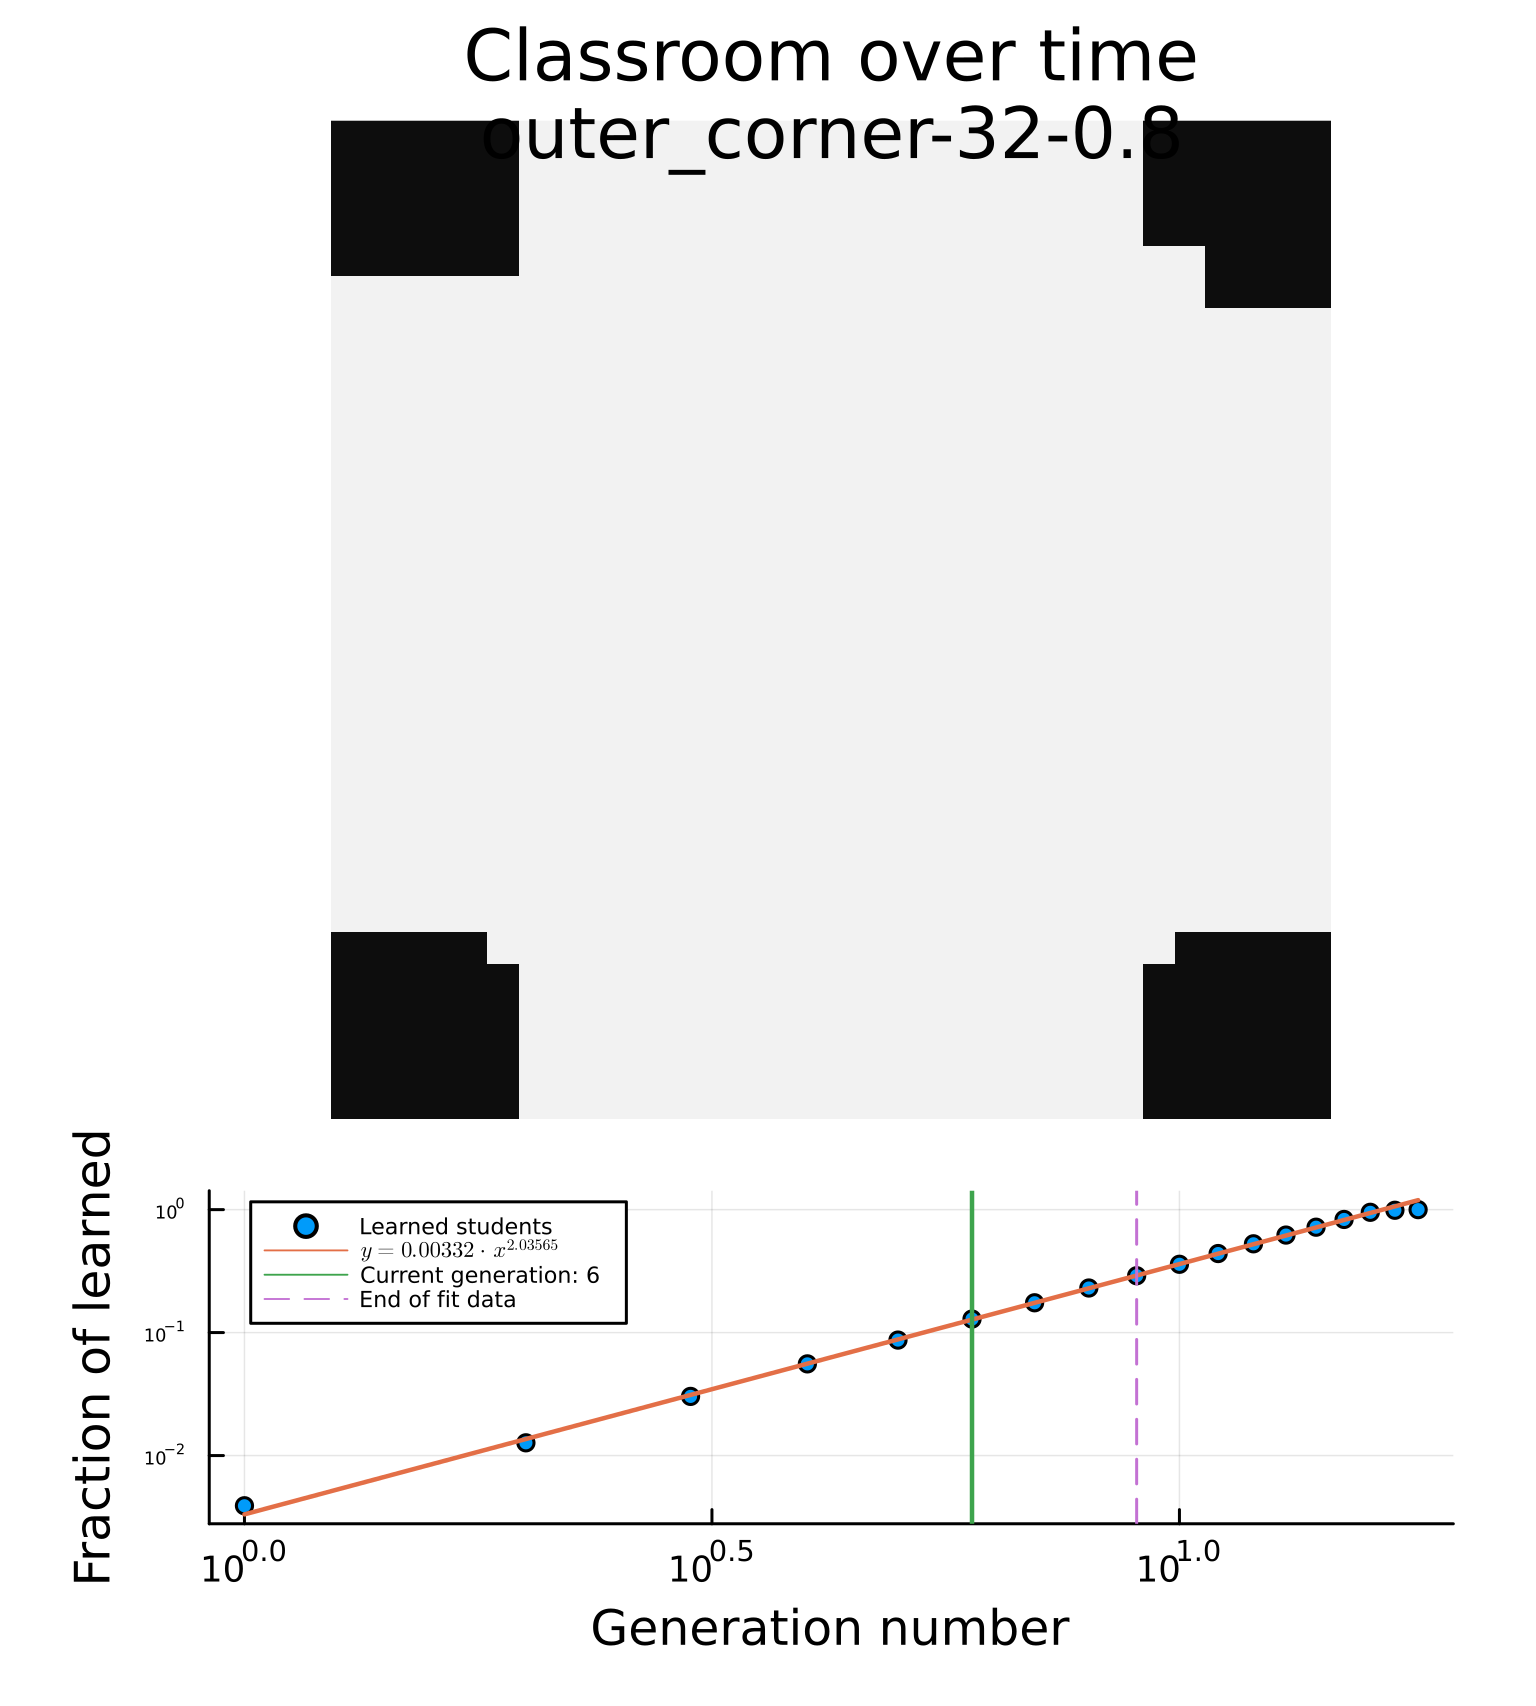 Classroom over time
outer_corner-32-0.8
Fraction of learned
10⁰
10⁻¹
10⁻²
Learned students
y = 0.00332 · x^2.03565
Current generation: 6
End of fit data
10^0.0
10^0.5
10^1.0
Generation number